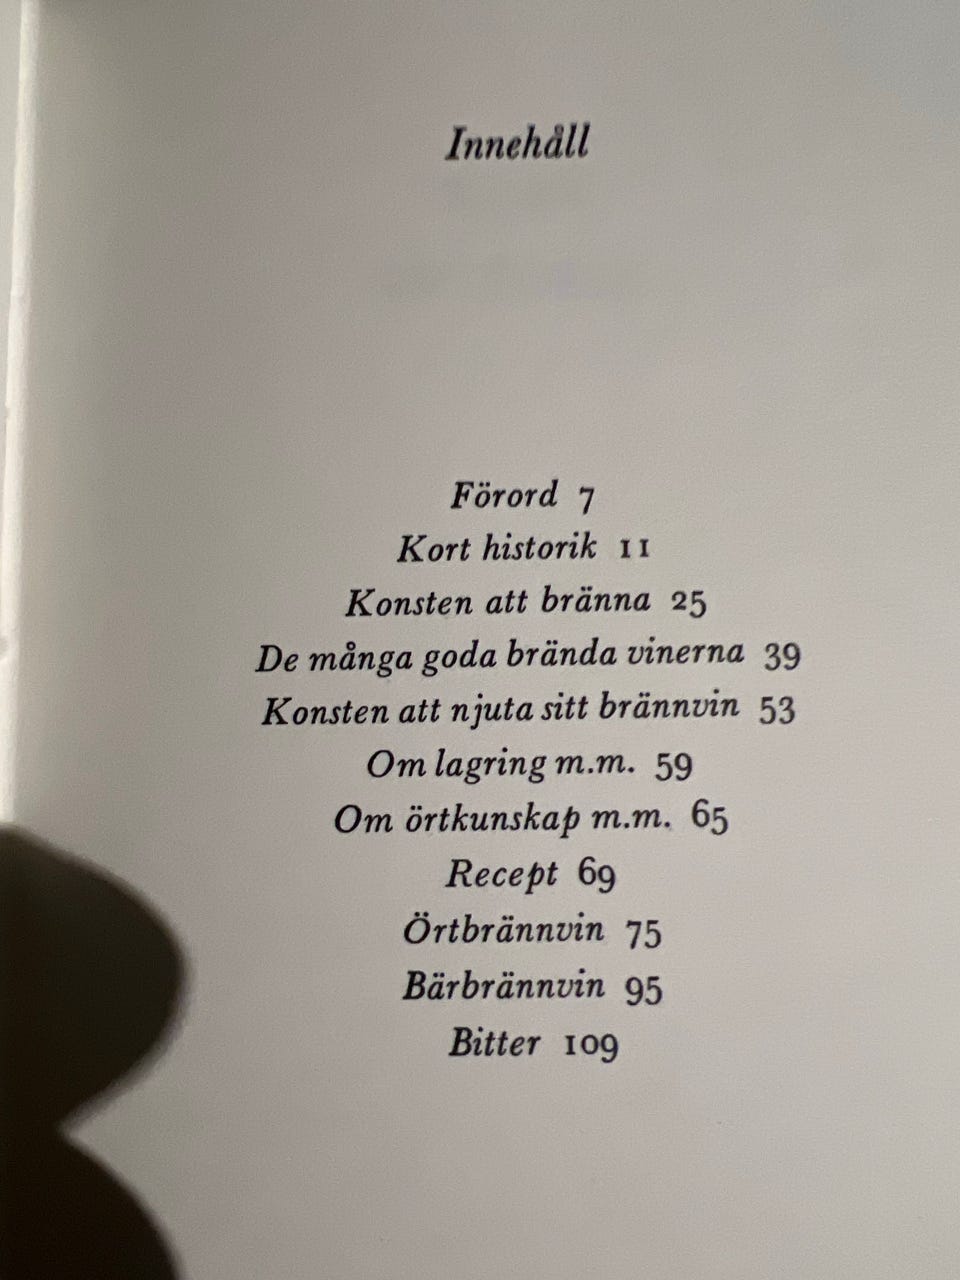 Innehåll
Förord 7
Kort historik 11
Konsten att bränna 25
De många goda brända vinerna 39
Konsten att njuta sitt brännvin 53
Om lagring m.m. 59
Om örtkunskap m.m. 65
Recept 69
Örtbrännvin 75
Bärbrännvin 95
Bitter 109